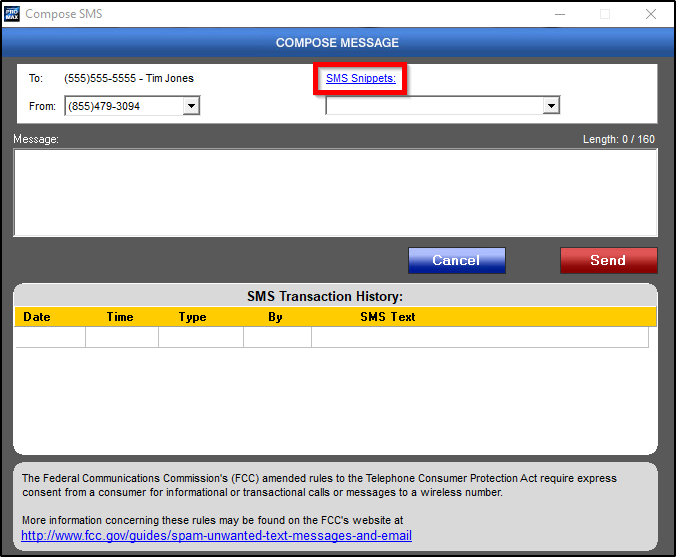 PRO MAX Compose SMS
COMPOSE MESSAGE
To: (555)555-5555 - Tim Jones SMS Snippets:
From: (855)479-3094
Message: Length: 0 / 160
Cancel Send
SMS Transaction History:
Date Time Type By SMS Text
The Federal Communications Commission's (FCC) amended rules to the Telephone Consumer Protection Act require express
consent from a consumer for informational or transactional calls or messages to a wireless number.
More information concerning these rules may be found on the FCC's website at
http://www.fcc.gov/guides/spam-unwanted-text-messages-and-email